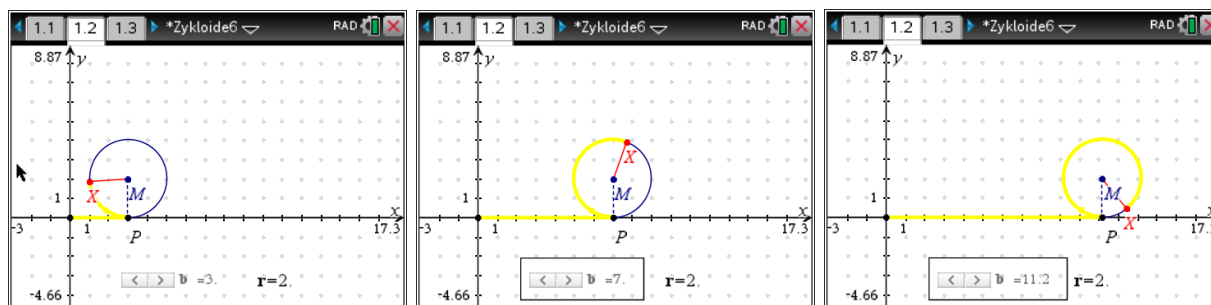 1.1 1.2 1.3 *Zykloide6 RAD
8.87 y
X M
1
x
-3 1 P 17.3
b =3. r=2.
-4.66
1.1 1.2 1.3 *Zykloide6 RAD
8.87 y
X
M
1
x
-3 1 P 17.3
b =7. r=2.
-4.66
1.1 1.2 1.3 *Zykloide6 RAD
8.87 y
M
1
x
-3 1 P X 17.3
b =11.2 r=2.
-4.66